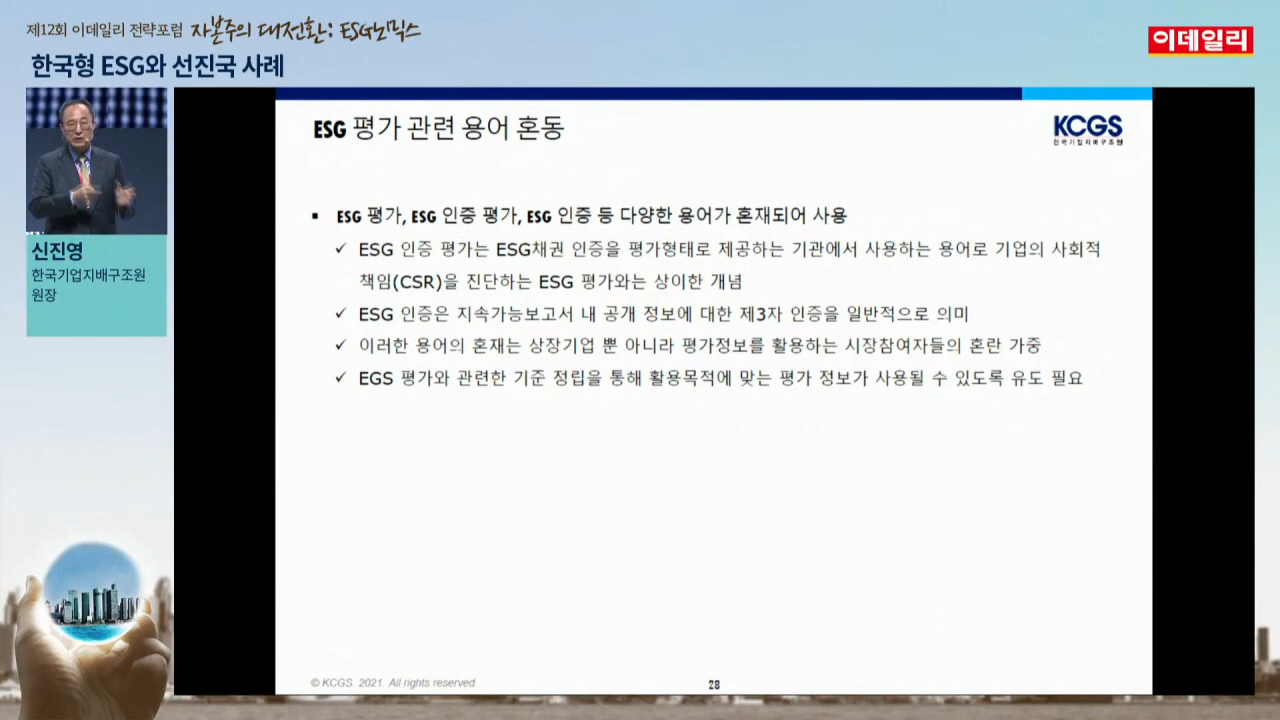 제12회 이데일리 전략포럼 자본주의 대전환: ESG노믹스
이데일리
한국형 ESG와 선진국 사례
신진영
한국기업지배구조원
원장
ESG 평가 관련 용어 혼동
KCGS
한국기업지배구조원
▪ ESG 평가, ESG 인증 평가, ESG 인증 등 다양한 용어가 혼재되어 사용
✓ ESG 인증 평가는 ESG채권 인증을 평가형태로 제공하는 기관에서 사용하는 용어로 기업의 사회적
책임(CSR)을 진단하는 ESG 평가와는 상이한 개념
✓ ESG 인증은 지속가능보고서 내 공개 정보에 대한 제3자 인증을 일반적으로 의미
✓ 이러한 용어의 혼재는 상장기업 뿐 아니라 평가정보를 활용하는 시장참여자들의 혼란 가중
✓ EGS 평가와 관련한 기준 정립을 통해 활용목적에 맞는 평가 정보가 사용될 수 있도록 유도 필요
© KCGS. 2021. All rights reserved
28